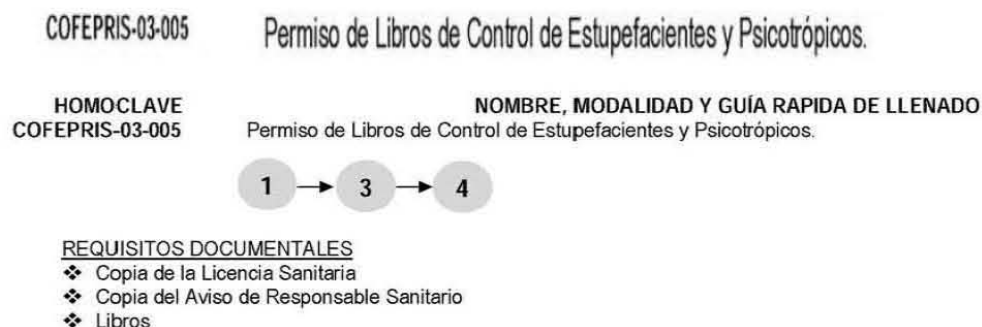 COFEPRIS-03-005 Permiso de Libros de Control de Estupefacientes y Psicotrópicos.
HOMOCLAVE NOMBRE, MODALIDAD Y GUÍA RAPIDA DE LLENADO
COFEPRIS-03-005 Permiso de Libros de Control de Estupefacientes y Psicotrópicos.
1 3 4
REQUISITOS DOCUMENTALES
❖ Copia de la Licencia Sanitaria
❖ Copia del Aviso de Responsable Sanitario
❖ Libros